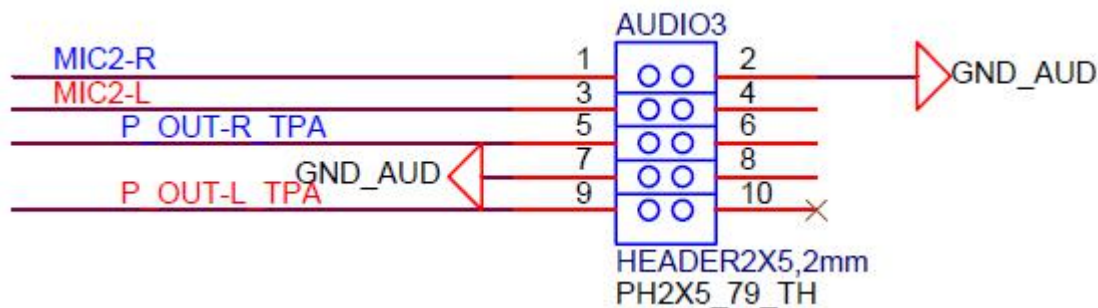 AUDIO3
MIC2-R 1 2 GND_AUD
MIC2-L 3 4
P_OUT-R_TPA 5 6
GND_AUD 7 8
P_OUT-L_TPA 9 10
HEADER2X5,2mm
PH2X5_79_TH